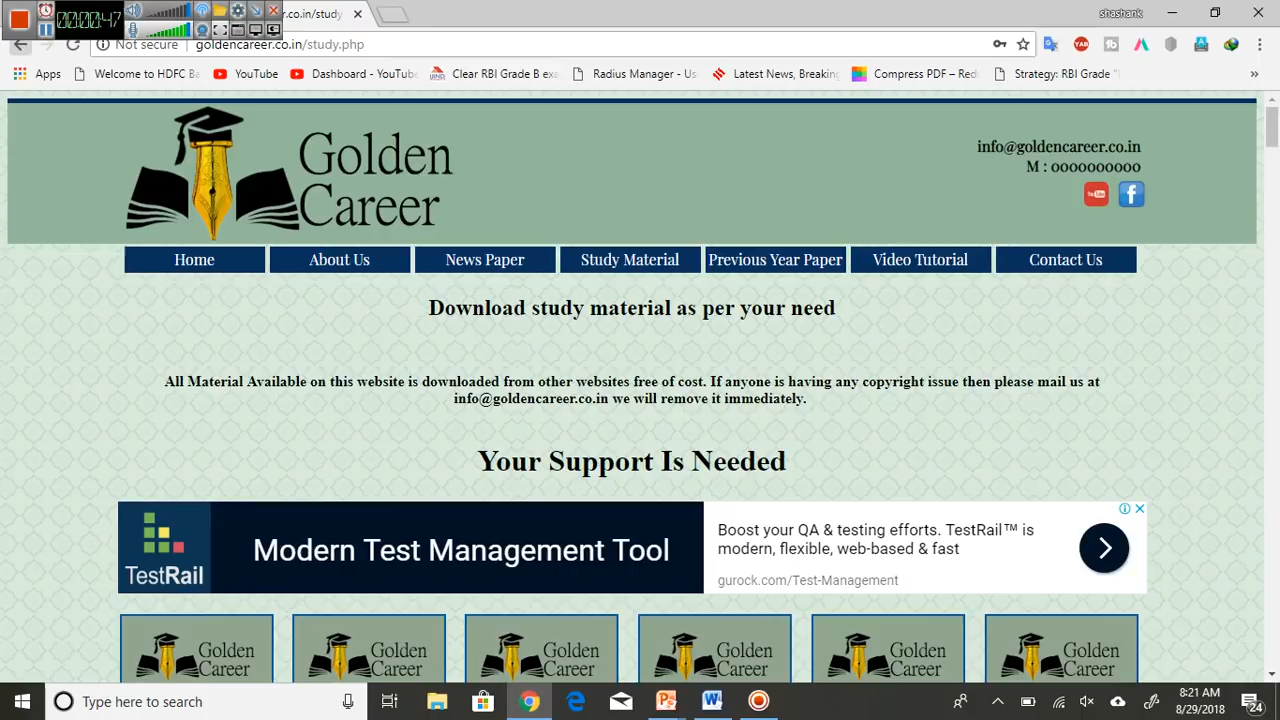 00:00:47
r.co.in/study
shashank
Not secure | goldencareer.co.in/study.php
Apps
Welcome to HDFC Ba
YouTube
Dashboard - YouTube
Clear RBI Grade B exa
Radius Manager - Us
Latest News, Breaking
Compress PDF – Red
Strategy: RBI Grade "
Golden
Career
info@goldencareer.co.in
M : 0000000000
Home
About Us
News Paper
Study Material
Previous Year Paper
Video Tutorial
Contact Us
Download study material as per your need
All Material Available on this website is downloaded from other websites free of cost. If anyone is having any copyright issue then please mail us at
info@goldencareer.co.in we will remove it immediately.
Your Support Is Needed
TestRail
Modern Test Management Tool
Boost your QA & testing efforts. TestRail™ is
modern, flexible, web-based & fast
gurock.com/Test-Management
Golden
Career
Golden
Career
Golden
Career
Golden
Career
Golden
Career
Golden
Career
Type here to search
8:21 AM
8/29/2018
24